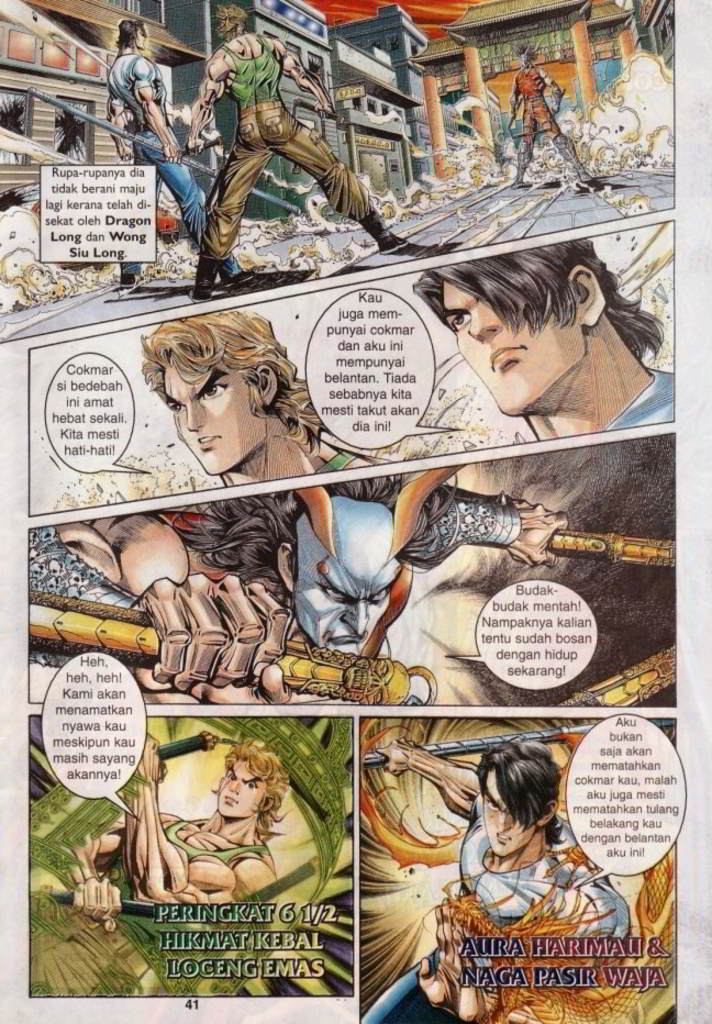 Rupa-rupanya dia
tidak berani maju
lagi kerana telah di-
sekat oleh Dragon
Long dan Wong
Siu Long.
Cokmar
si bedebah
ini amat
hebat sekali.
Kita mesti
hati-hati!
Kau
juga mem-
punyai cokmar
dan aku ini
mempunyai
belantan. Tiada
sebabnya kita
mesti takut akan
dia ini!
Budak-
budak mentah!
Nampaknya kalian
tentu sudah bosan
dengan hidup
sekarang!
Heh,
heh, heh!
Kami akan
menamatkan
nyawa kau
meskipun kau
masih sayang
akannya!
PERINGKAT 6 1/2
HIKMAT KEBAL
LOCENG EMAS
Aku
bukan
saja akan
mematahkan
cokmar kau, malah
aku juga mesti
mematahkan tulang
belakang kau
dengan belantan
aku ini!
AURA HARIMAU &
NAGA PASIR WAJA
41